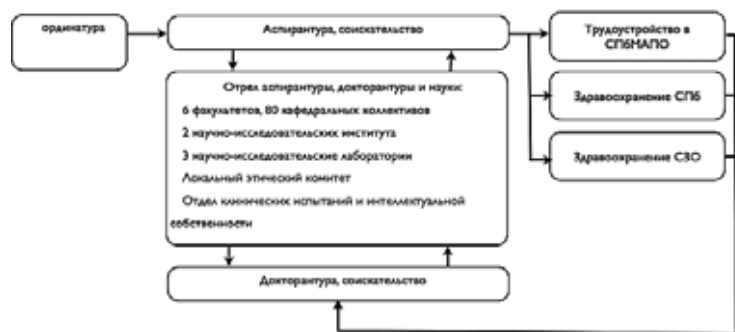 ординатура
Аспирантура, соискательство
Трудоустройство в
СПбМАПО
Отрел аспирантуры, докторантуры и науки:
6 факультетов, 80 кафедральных коллективов
2 научно-исследовательских института
3 научно-исследовательские лаборатории
Локальный этический комитет
Отдел клинических испытаний и интеллектуальной
собственности
Здравоохранение СПб
Здравоохранение СЗО
Докторантура, соискательство